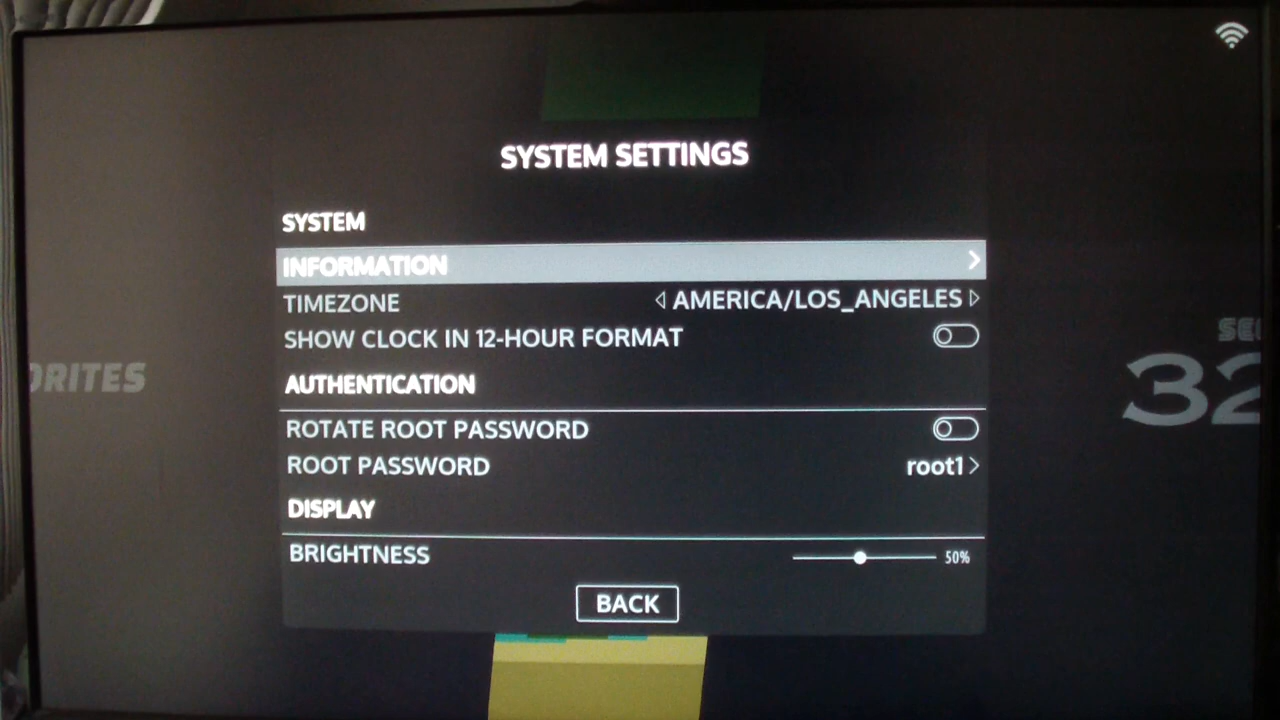 SYSTEM SETTINGS
SYSTEM
INFORMATION
TIMEZONE AMERICA/LOS_ANGELES
SHOW CLOCK IN 12-HOUR FORMAT
AUTHENTICATION
ROTATE ROOT PASSWORD
ROOT PASSWORD root1
DISPLAY
BRIGHTNESS 50%
BACK
ORITES
SE
32